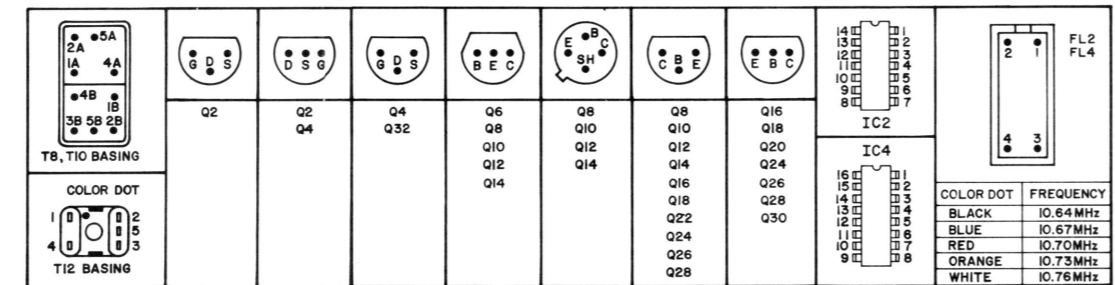 2A 5A
1A 4A
4B 1B
3B 5B 2B
T8, T10 BASING
COLOR DOT
1 2
5
4 3
T12 BASING
G D S
Q2
D S G
Q2
Q4
G D S
Q4
Q32
B E C
Q6
Q8
Q10
Q12
Q14
E B C
SH
Q8
Q10
Q12
Q14
C B E
Q8
Q10
Q12
Q14
Q16
Q18
Q22
Q24
Q26
Q28
E B C
Q16
Q18
Q20
Q24
Q26
Q28
Q30
14 1
13 2
12 3
11 4
10 5
9 6
8 7
IC2
IC4
16 1
15 2
14 3
13 4
12 5
11 6
10 7
9 8
2 1
4 3
FL2
FL4
COLOR DOT FREQUENCY
BLACK 10.64MHz
BLUE 10.67MHz
RED 10.70MHz
ORANGE 10.73MHz
WHITE 10.76MHz